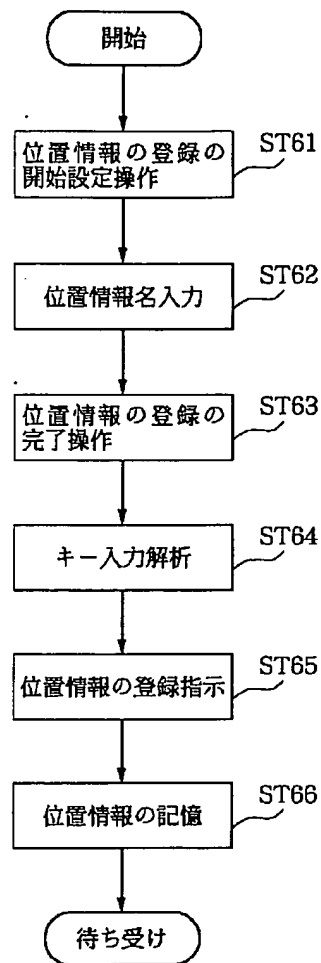 開始
ST61
位置情報の登録の
開始設定操作
ST62
位置情報名入力
ST63
位置情報の登録の
完了操作
ST64
キー入力解析
ST65
位置情報の登録指示
ST66
位置情報の記憶
待ち受け